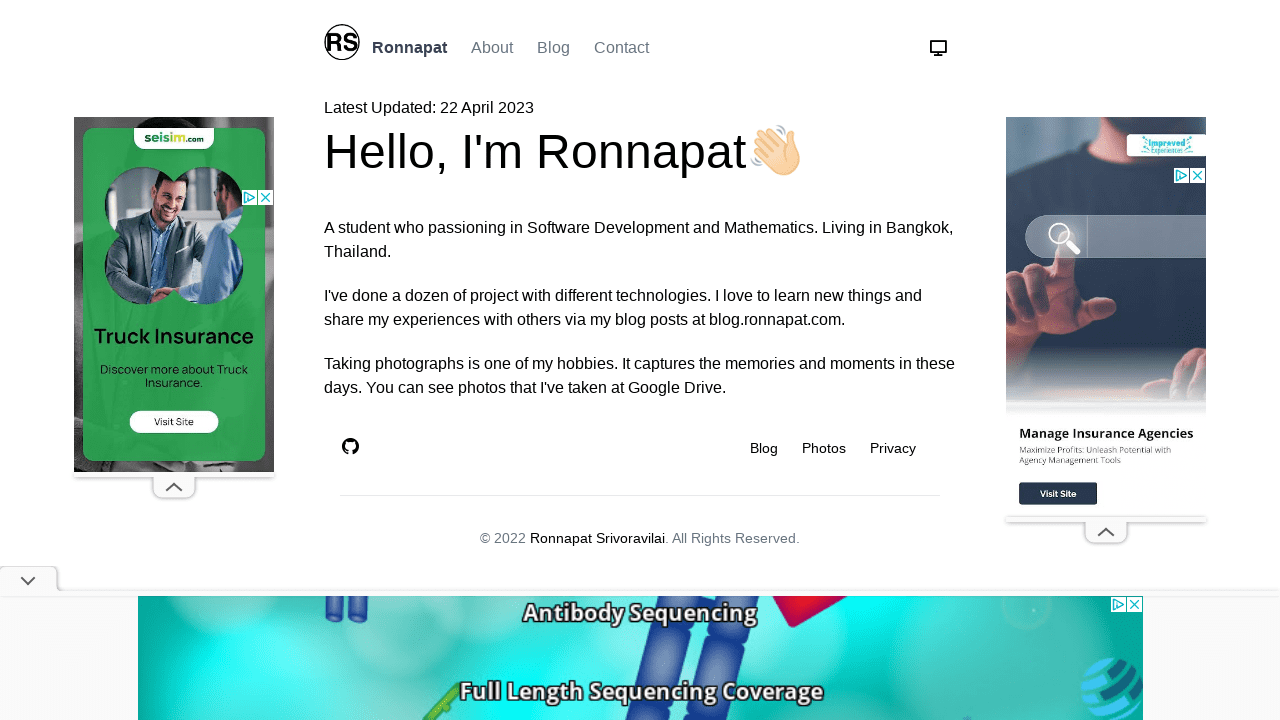 RS
Ronnapat
About
Blog
Contact
Latest Updated: 22 April 2023
Hello, I'm Ronnapat👋🏻
A student who passioning in Software Development and Mathematics. Living in Bangkok,
Thailand.
I've done a dozen of project with different technologies. I love to learn new things and
share my experiences with others via my blog posts at blog.ronnapat.com.
Taking photographs is one of my hobbies. It captures the memories and moments in these
days. You can see photos that I've taken at Google Drive.
Blog
Photos
Privacy
© 2022 Ronnapat Srivoravilai. All Rights Reserved.
seisim.com
Truck Insurance
Discover more about Truck
Insurance.
Visit Site
Improved
Experiences
Manage Insurance Agencies
Maximize Profits: Unleash Potential with
Agency Management Tools
Visit Site
Antibody Sequencing
Full Length Sequencing Coverage